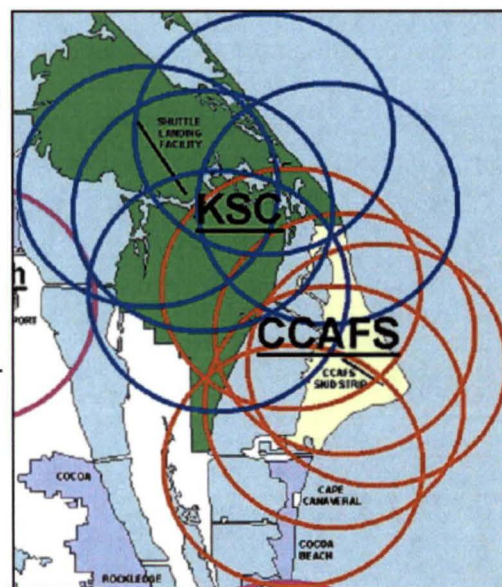 SHUTTLE
LANDING
FACILITY
KSC
h
PORT
CCAFS
CCAFS
SKID STRIP
COCOA
CAPE
CANAVERAL
COCOA
BEACH
ROCKLEDGE